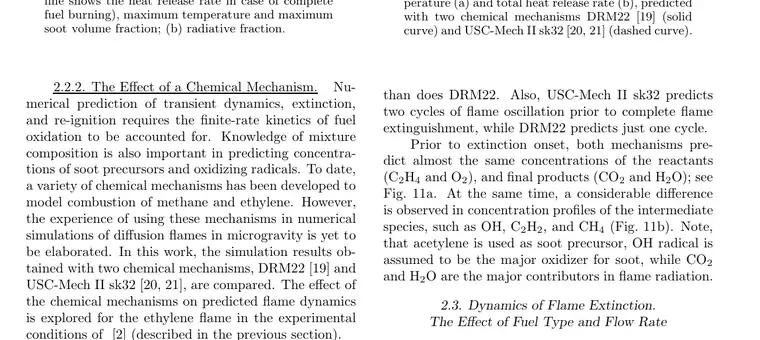 line shows the heat release rate in case of complete
fuel burning), maximum temperature and maximum
soot volume fraction; (b) radiative fraction.
2.2.2. The Effect of a Chemical Mechanism. Nu-
merical prediction of transient dynamics, extinction,
and re-ignition requires the finite-rate kinetics of fuel
oxidation to be accounted for. Knowledge of mixture
composition is also important in predicting concentra-
tions of soot precursors and oxidizing radicals. To date,
a variety of chemical mechanisms has been developed to
model combustion of methane and ethylene. However,
the experience of using these mechanisms in numerical
simulations of diffusion flames in microgravity is yet to
be elaborated. In this work, the simulation results ob-
tained with two chemical mechanisms, DRM22 [19] and
USC-Mech II sk32 [20, 21], are compared. The effect of
the chemical mechanisms on predicted flame dynamics
is explored for the ethylene flame in the experimental
conditions of [2] (described in the previous section).
perature (a) and total heat release rate (b), predicted
with two chemical mechanisms DRM22 [19] (solid
curve) and USC-Mech II sk32 [20, 21] (dashed curve).
than does DRM22. Also, USC-Mech II sk32 predicts
two cycles of flame oscillation prior to complete flame
extinguishment, while DRM22 predicts just one cycle.
Prior to extinction onset, both mechanisms pre-
dict almost the same concentrations of the reactants
(C₂H₄ and O₂), and final products (CO₂ and H₂O); see
Fig. 11a. At the same time, a considerable difference
is observed in concentration profiles of the intermediate
species, such as OH, C₂H₂, and CH₄ (Fig. 11b). Note,
that acetylene is used as soot precursor, OH radical is
assumed to be the major oxidizer for soot, while CO₂
and H₂O are the major contributors in flame radiation.
2.3. Dynamics of Flame Extinction.
The Effect of Fuel Type and Flow Rate